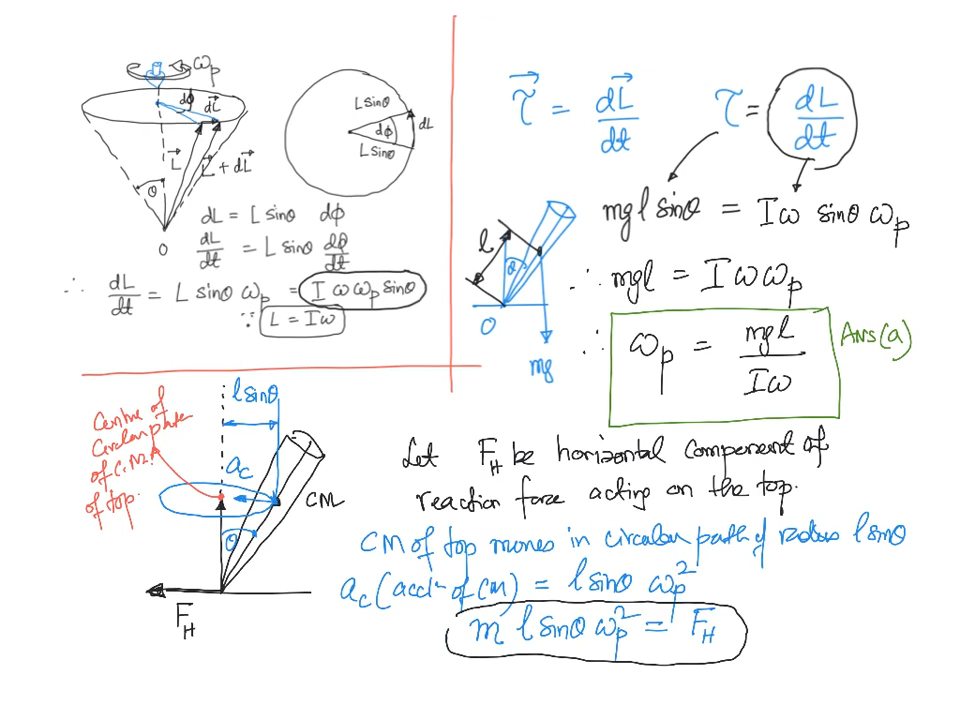 ωp
dφ
dL⃗
L⃗
L⃗ + dL⃗
θ
O
L sinθ
dφ
dL
L sinθ
dL = L sinθ dφ
dL/dt = L sinθ dφ/dt
∴ dL/dt = L sinθ ωp = I ω ωp sinθ
∵ L = Iω
τ⃗ = dL⃗/dt
τ = dL/dt
mgl sinθ = Iω sinθ ωp
∴ mgl = I ω ωp
∴ ωp = mgl/Iω
Ans(a)
l
θ
O
mg
l sinθ
Centre of
Circular path
of C.M.
of top.
ac
CM
θ
FH
Let FH be horizontal component of
reaction force acting on the top.
CM of top moves in circular path of radius l sinθ
ac (accln of CM) = l sinθ ωp²
m l sinθ ωp² = FH